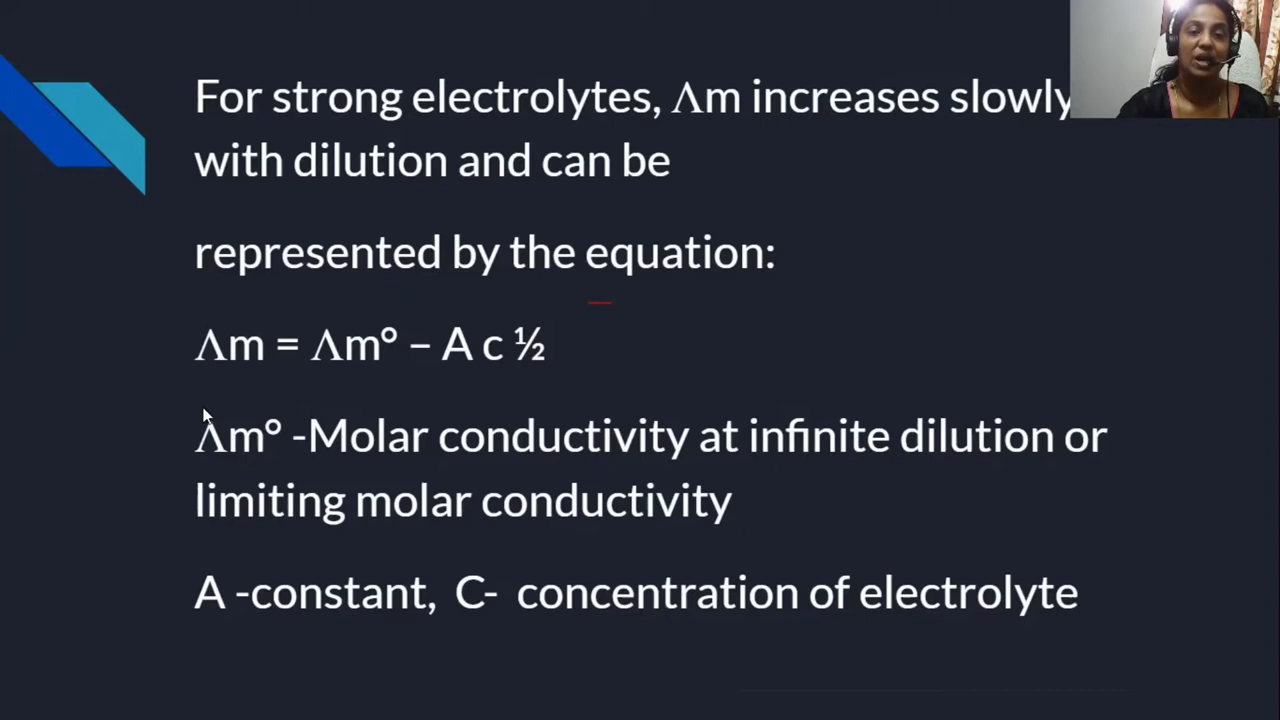 For strong electrolytes, Λm increases slowly
with dilution and can be
represented by the equation:
Λm = Λm° – A c ½
Λm° -Molar conductivity at infinite dilution or
limiting molar conductivity
A -constant,  C-  concentration of electrolyte